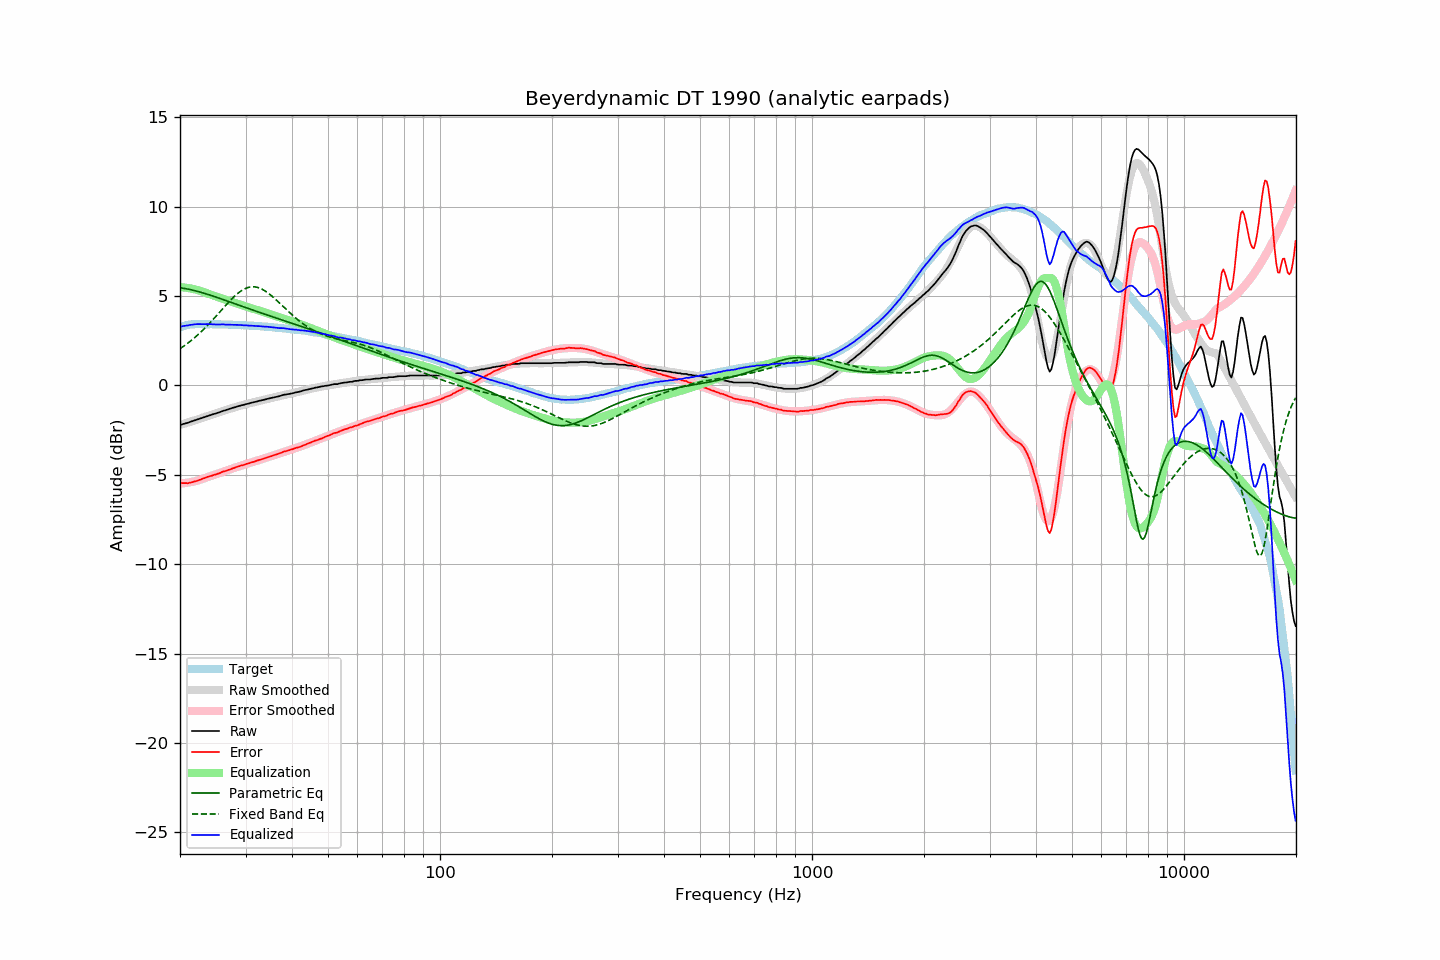 Beyerdynamic DT 1990 (analytic earpads)
15
10
5
0
−5
−10
−15
−20
−25
Amplitude (dBr)
Target
Raw Smoothed
Error Smoothed
Raw
Error
Equalization
Parametric Eq
Fixed Band Eq
Equalized
100 1000 10000
Frequency (Hz)